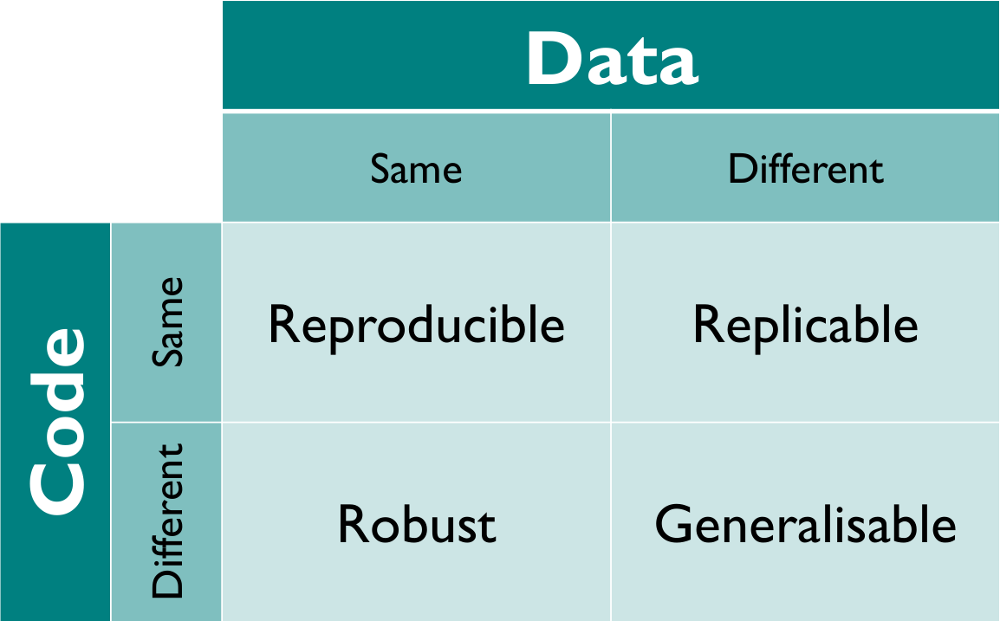 Data
Same
Different
Code
Same
Reproducible
Replicable
Different
Robust
Generalisable